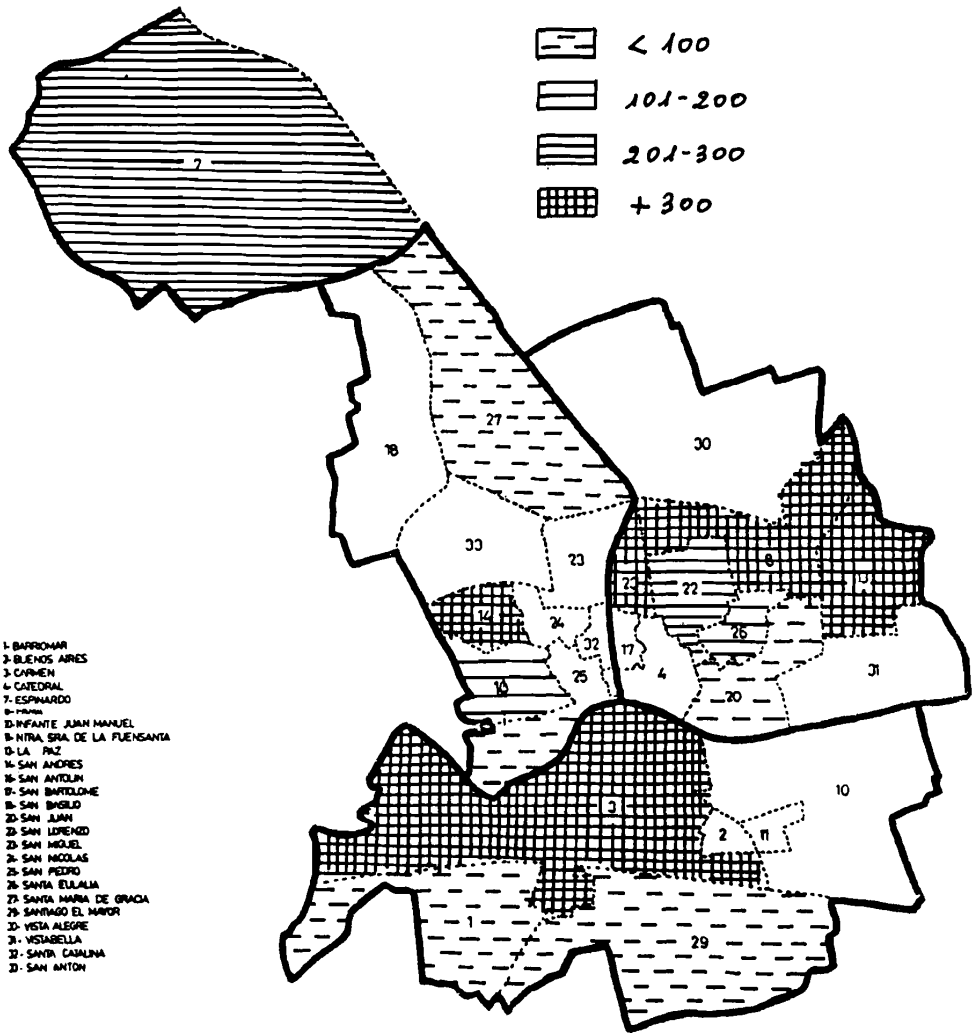 < 100
101-200
201-300
+ 300
7
27
30
18
33
23
8
13
23
22
14
24
26
32
17
4
31
25
16
20
10
3
2
11
1
29
1- BARRIOMAR
2- BUENOS AIRES
3- CARMEN
4- CATEDRAL
7- ESPINARDO
8-
10- INFANTE JUAN MANUEL
11- NTRA. SRA. DE LA FUENSANTA
13- LA PAZ
14- SAN ANDRES
16- SAN ANTOLIN
17- SAN BARTOLOME
18- SAN BASILIO
20- SAN JUAN
22- SAN LORENZO
23- SAN MIGUEL
24- SAN NICOLAS
25- SAN PEDRO
26- SANTA EULALIA
27- SANTA MARIA DE GRACIA
29- SANTIAGO EL MAYOR
30- VISTA ALEGRE
31- VISTABELLA
32- SANTA CATALINA
33- SAN ANTON